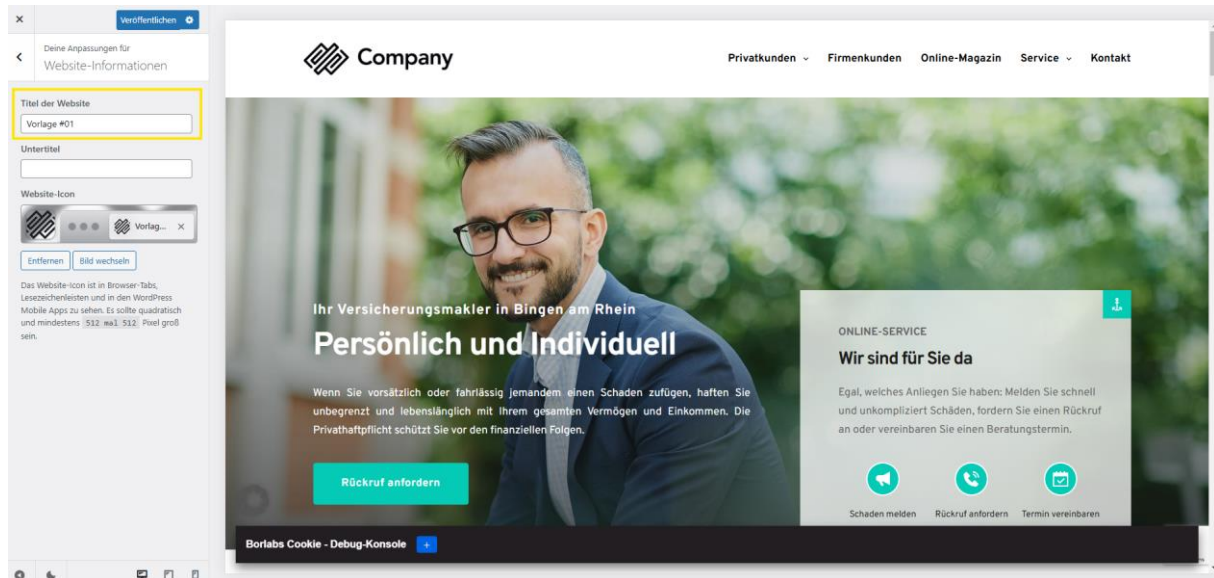 Veröffentlichen
Deine Anpassungen für
Website-Informationen
Titel der Website
Vorlage #01
Untertitel
Website-Icon
Vorlag...
Entfernen
Bild wechseln
Das Website-Icon ist in Browser-Tabs,
Lesezeichenleisten und in den WordPress
Mobile Apps zu sehen. Es sollte quadratisch
und mindestens 512 mal 512 Pixel groß
sein.
Company
Privatkunden
Firmenkunden
Online-Magazin
Service
Kontakt
Ihr Versicherungsmakler in Bingen am Rhein
Persönlich und Individuell
Wenn Sie vorsätzlich oder fahrlässig jemandem einen Schaden zufügen, haften Sie
unbegrenzt und lebenslänglich mit Ihrem gesamten Vermögen und Einkommen. Die
Privathaftpflicht schützt Sie vor den finanziellen Folgen.
Rückruf anfordern
ONLINE-SERVICE
Wir sind für Sie da
Egal, welches Anliegen Sie haben: Melden Sie schnell
und unkompliziert Schäden, fordern Sie einen Rückruf
an oder vereinbaren Sie einen Beratungstermin.
Schaden melden
Rückruf anfordern
Termin vereinbaren
Borlabs Cookie - Debug-Konsole
+